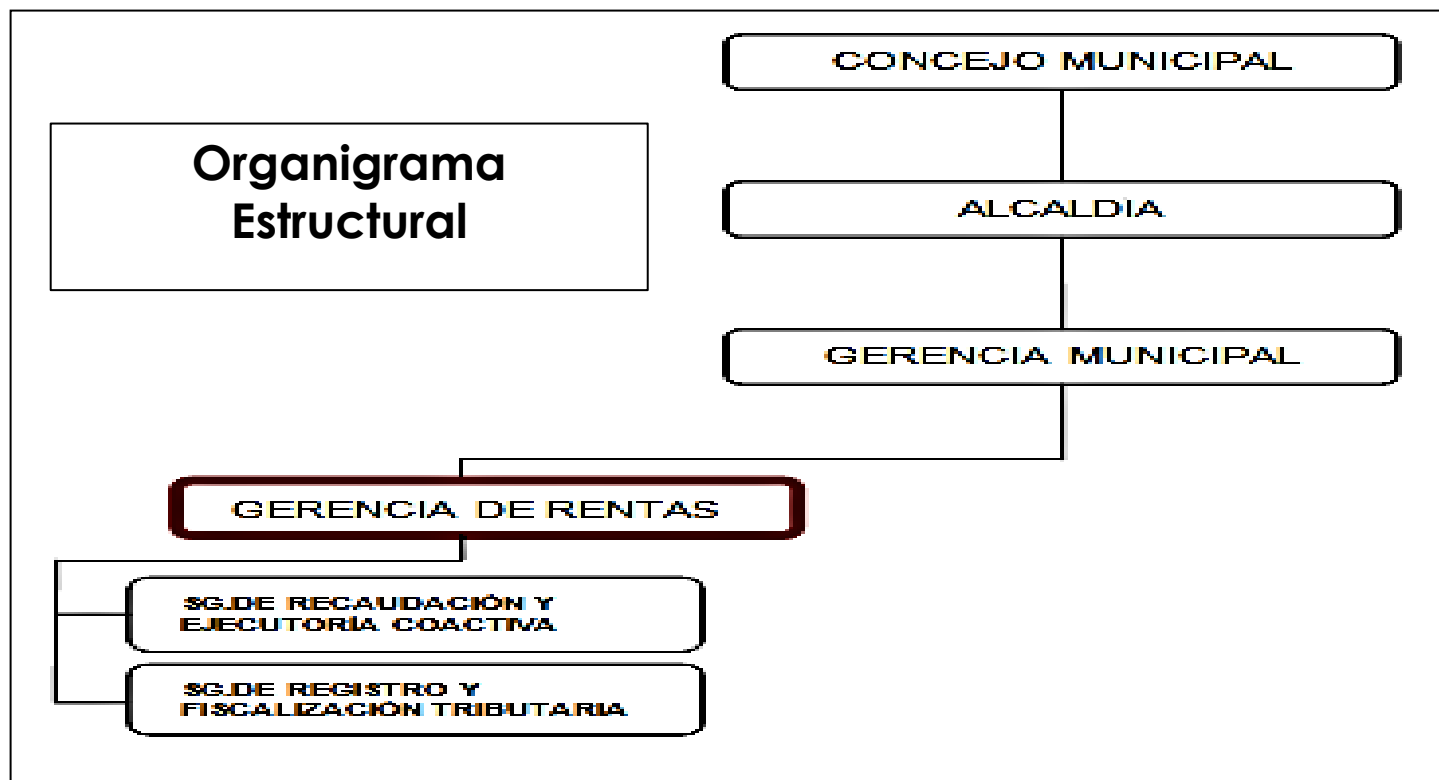 CONCEJO MUNICIPAL
Organigrama
Estructural
ALCALDIA
GERENCIA MUNICIPAL
GERENCIA DE RENTAS
SG.DE RECAUDACIÓN Y
EJECUTORÍA COACTIVA
SG.DE REGISTRO Y
FISCALIZACIÓN TRIBUTARIA